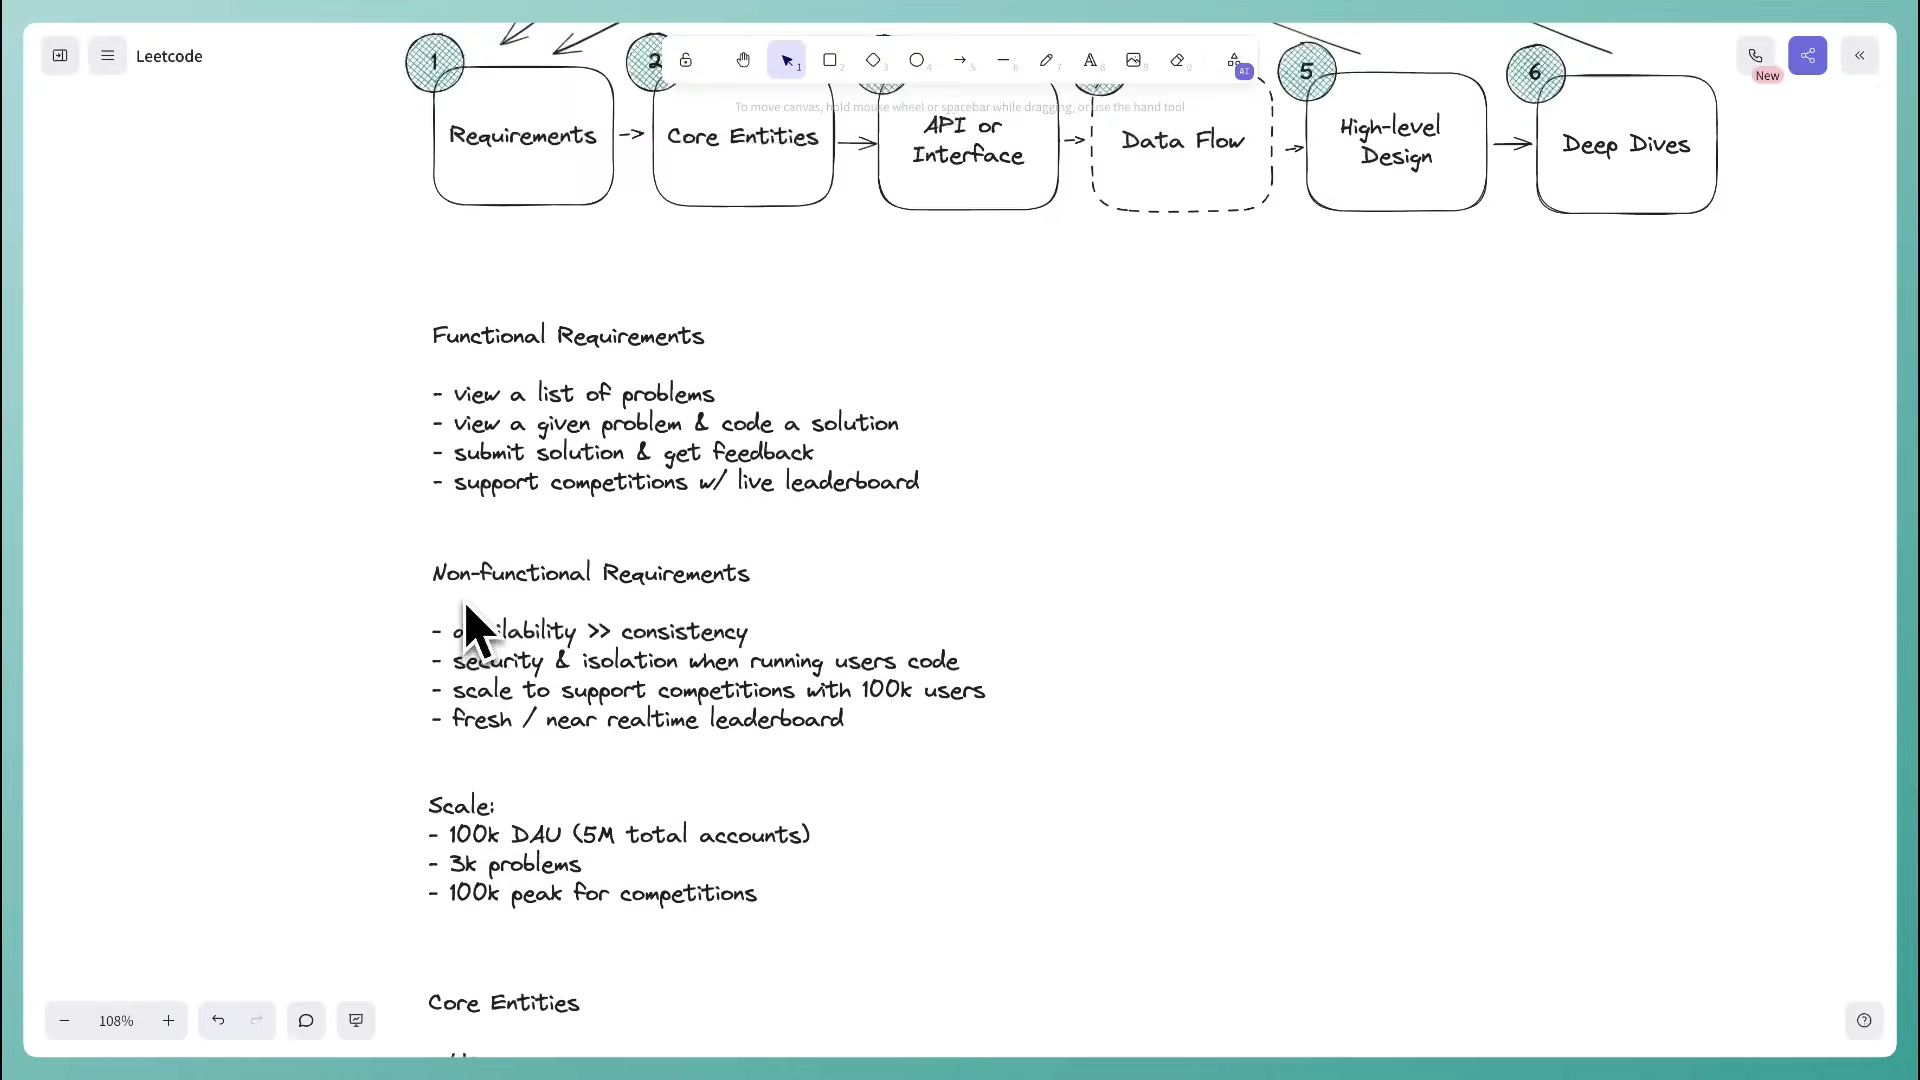 Leetcode
1
2
5
6
AI
New
To move canvas, hold mouse wheel or spacebar while dragging, or use the hand tool
Requirements
Core Entities
API or
Interface
Data Flow
High-level
Design
Deep Dives
Functional Requirements
- view a list of problems
- view a given problem & code a solution
- submit solution & get feedback
- support competitions w/ live leaderboard
Non-functional Requirements
- availability >> consistency
- security & isolation when running users code
- scale to support competitions with 100k users
- fresh / near realtime leaderboard
Scale:
- 100k DAU (5M total accounts)
- 3k problems
- 100k peak for competitions
Core Entities
108%